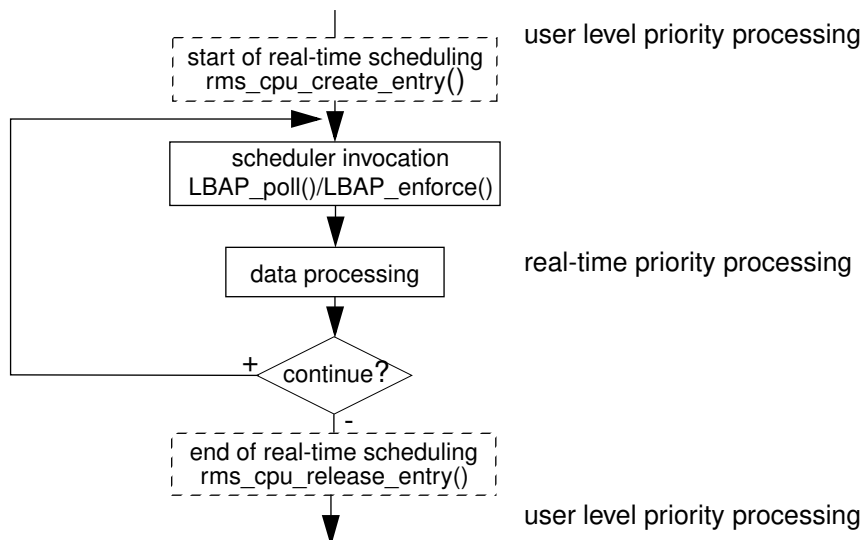 user level priority processing
start of real-time scheduling
rms_cpu_create_entry()
scheduler invocation
LBAP_poll()/LBAP_enforce()
data processing
real-time priority processing
+
continue?
-
end of real-time scheduling
rms_cpu_release_entry()
user level priority processing